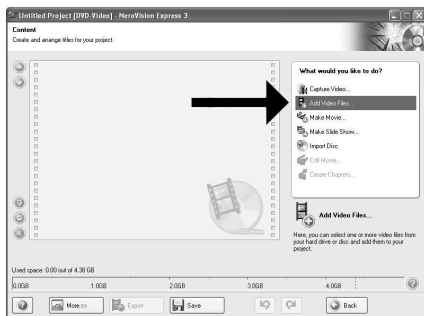 Untitled Project [DVD-Video] - NeroVision Express 3
Content
Create and arrange titles for your project.
What would you like to do?
Capture Video...
Add Video Files...
Make Movie...
Make Slide Show...
Import Disc
Edit Movie...
Create Chapters...
Add Video Files...
Here, you can select one or more video files from
your hard drive or disc and add them to your
project.
Used space: 0.00 out of 4.38 GB
0.0GB 1.0GB 2.0GB 3.0GB 4.0GB
More >> Export Save Back